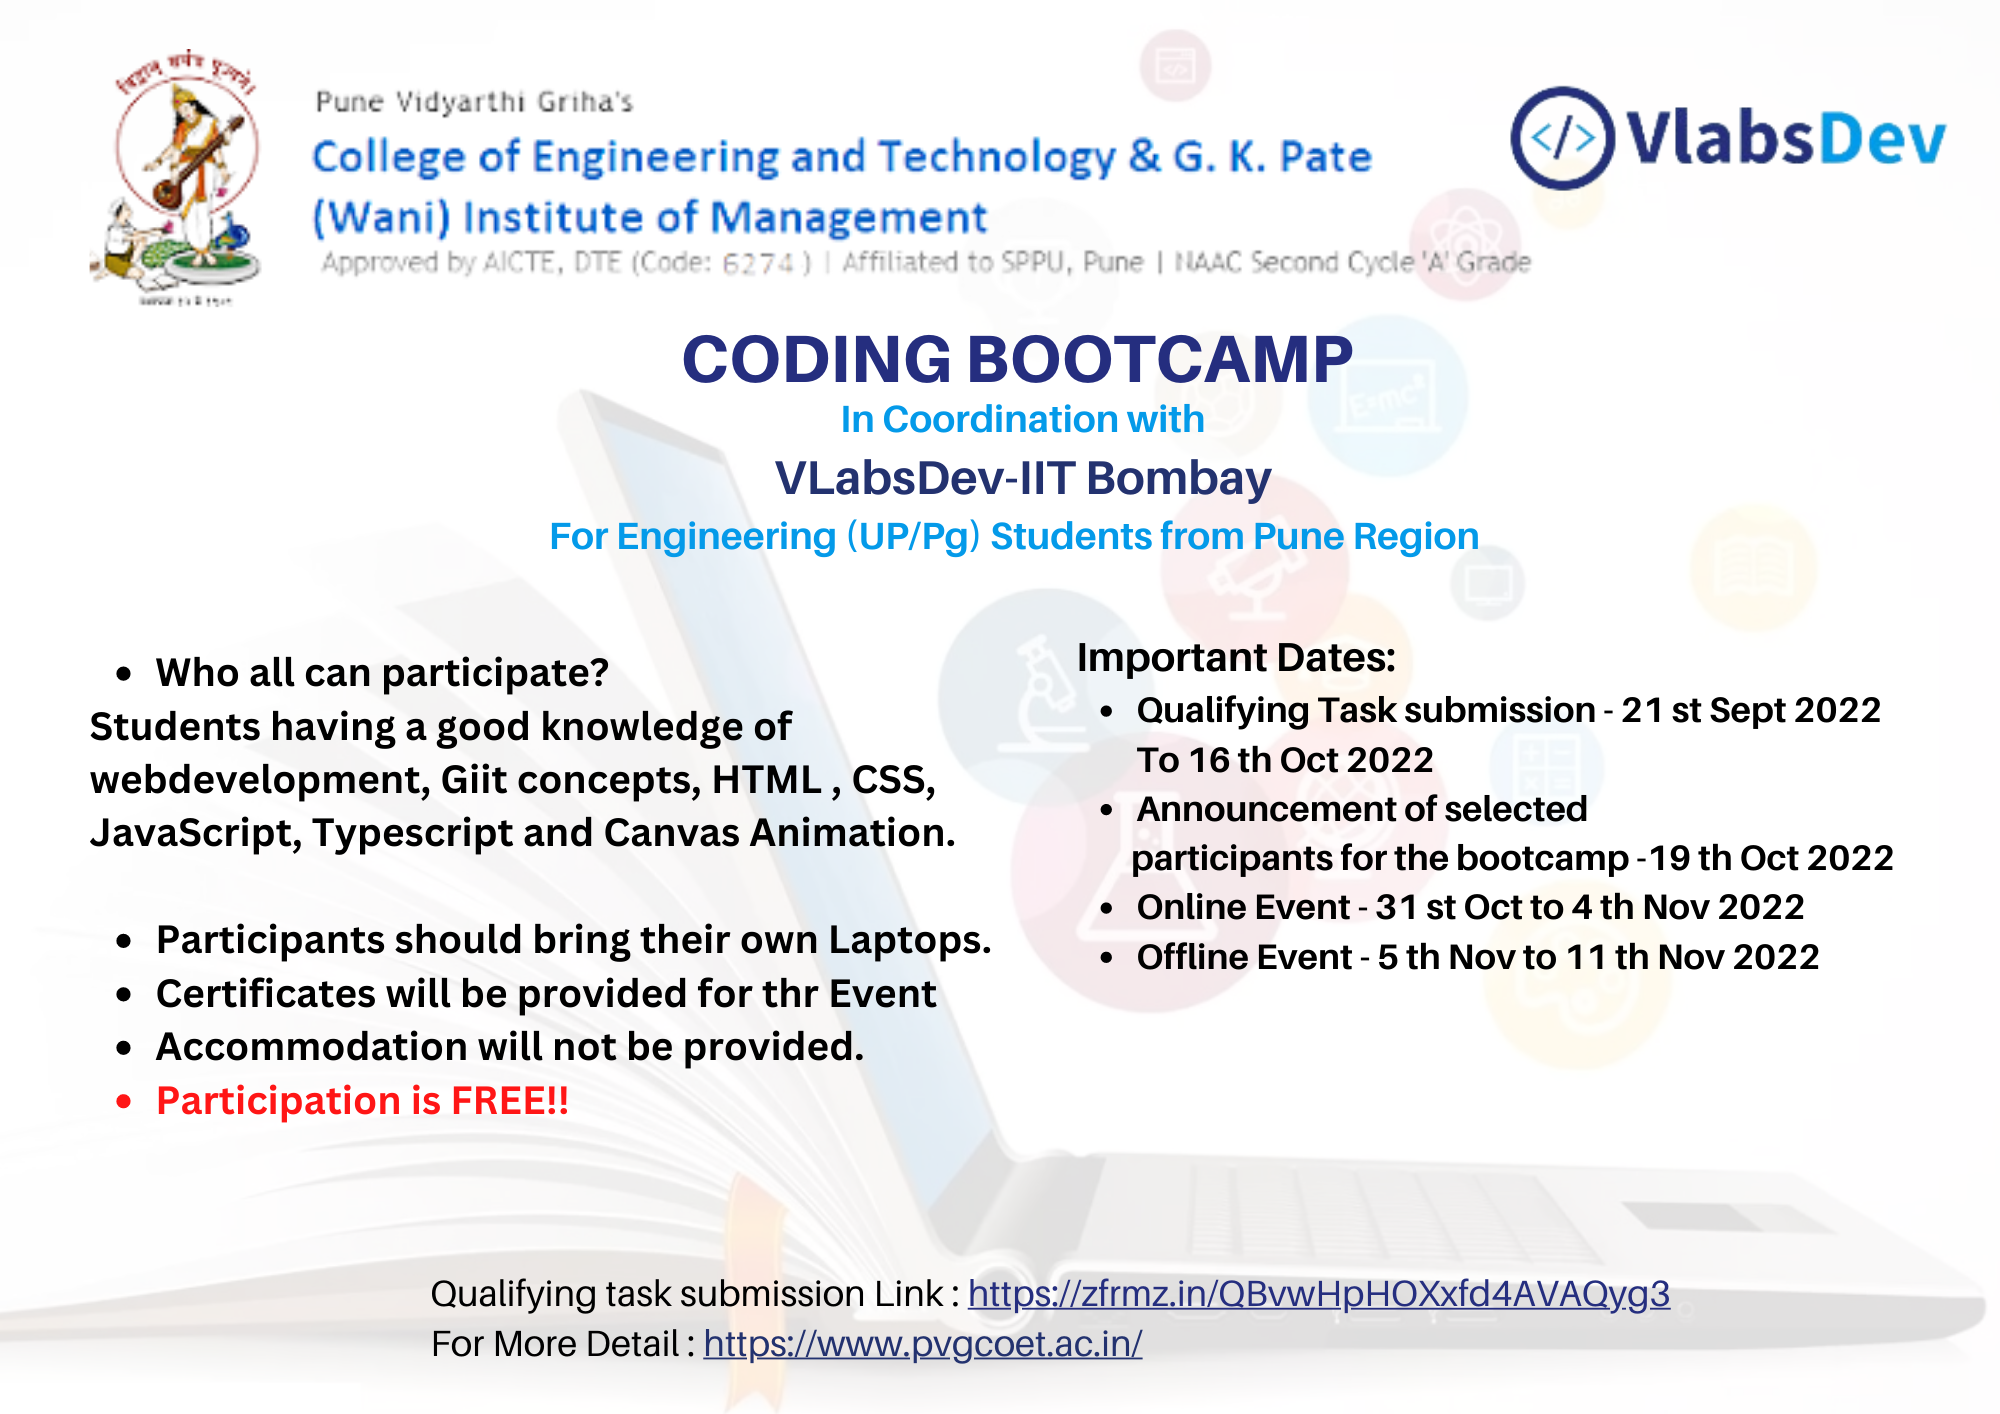 विद्वान् सर्वत्र पूज्यते।
Pune Vidyarthi Griha's
College of Engineering and Technology & G. K. Pate
(Wani) Institute of Management
Approved by AICTE, DTE (Code: 6274 ) | Affiliated to SPPU, Pune | NAAC Second Cycle 'A' Grade
</> VlabsDev
CODING BOOTCAMP
In Coordination with
VLabsDev-IIT Bombay
For Engineering (UP/Pg) Students from Pune Region
• Who all can participate?
Students having a good knowledge of
webdevelopment, Giit concepts, HTML , CSS,
JavaScript, Typescript and Canvas Animation.
• Participants should bring their own Laptops.
• Certificates will be provided for thr Event
• Accommodation will not be provided.
• Participation is FREE!!
Important Dates:
• Qualifying Task submission - 21 st Sept 2022
To 16 th Oct 2022
• Announcement of selected
participants for the bootcamp -19 th Oct 2022
• Online Event - 31 st Oct to 4 th Nov 2022
• Offline Event - 5 th Nov to 11 th Nov 2022
E=mc²
Qualifying task submission Link : https://zfrmz.in/QBvwHpHOXxfd4AVAQyg3
For More Detail : https://www.pvgcoet.ac.in/